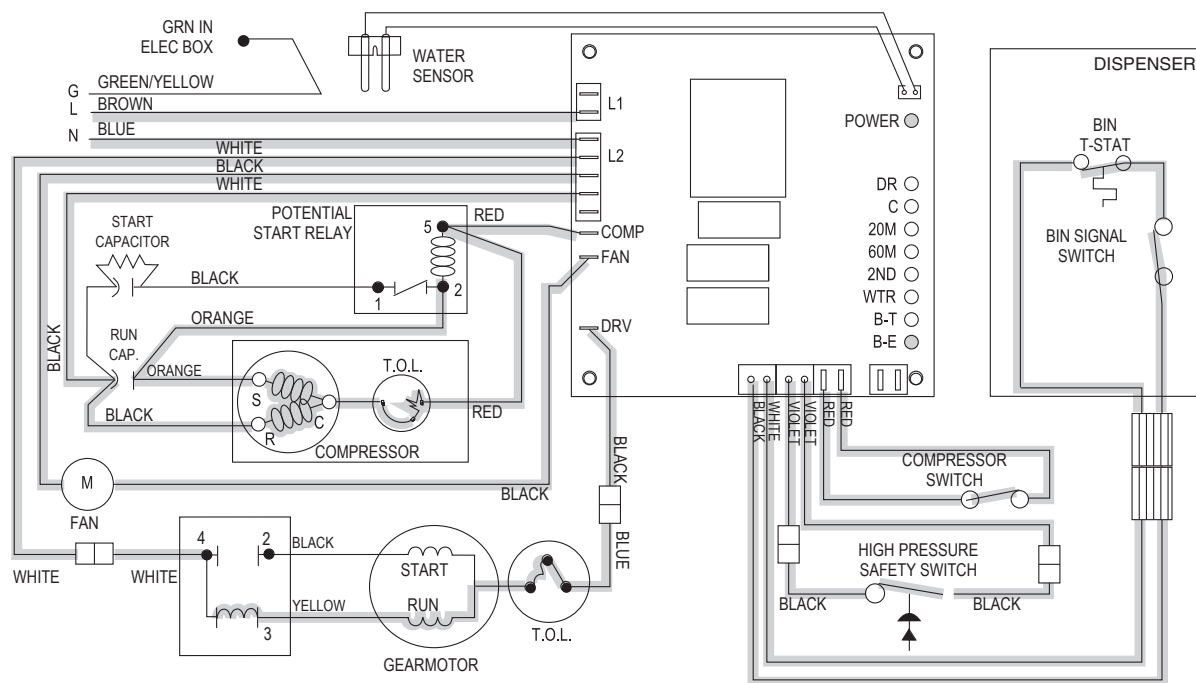 GRN IN
ELEC BOX
WATER
SENSOR
DISPENSER
G GREEN/YELLOW
L BROWN
N BLUE
WHITE
BLACK
WHITE
L1
L2
POWER
BIN
T-STAT
DR
C
20M
60M
2ND
WTR
B-T
B-E
BIN SIGNAL
SWITCH
POTENTIAL
START RELAY
5
RED
COMP
FAN
DRV
START
CAPACITOR
BLACK
1
2
ORANGE
BLACK
RUN
CAP.
ORANGE
BLACK
T.O.L.
S
R
C
RED
COMPRESSOR
M
FAN
BLACK
BLACK
BLUE
BLACK
WHITE
VIOLET
VIOLET
RED
RED
COMPRESSOR
SWITCH
HIGH PRESSURE
SAFETY SWITCH
BLACK
BLACK
WHITE
WHITE
4
2
3
BLACK
YELLOW
START
RUN
GEARMOTOR
T.O.L.